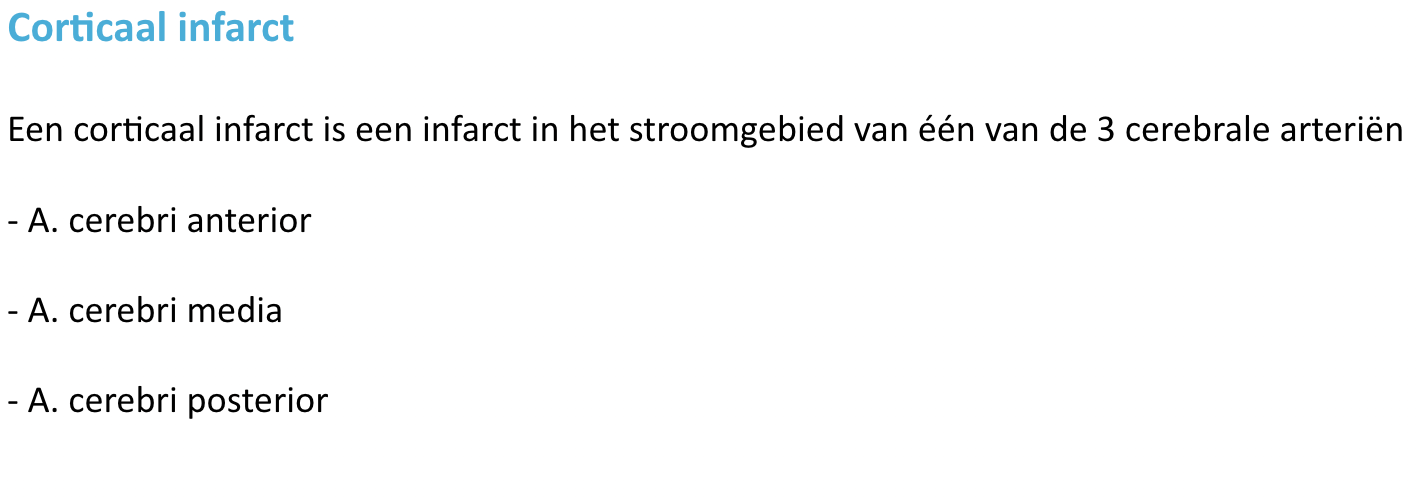 Corticaal infarct
Een corticaal infarct is een infarct in het stroomgebied van één van de 3 cerebrale arteriën
- A. cerebri anterior
- A. cerebri media
- A. cerebri posterior